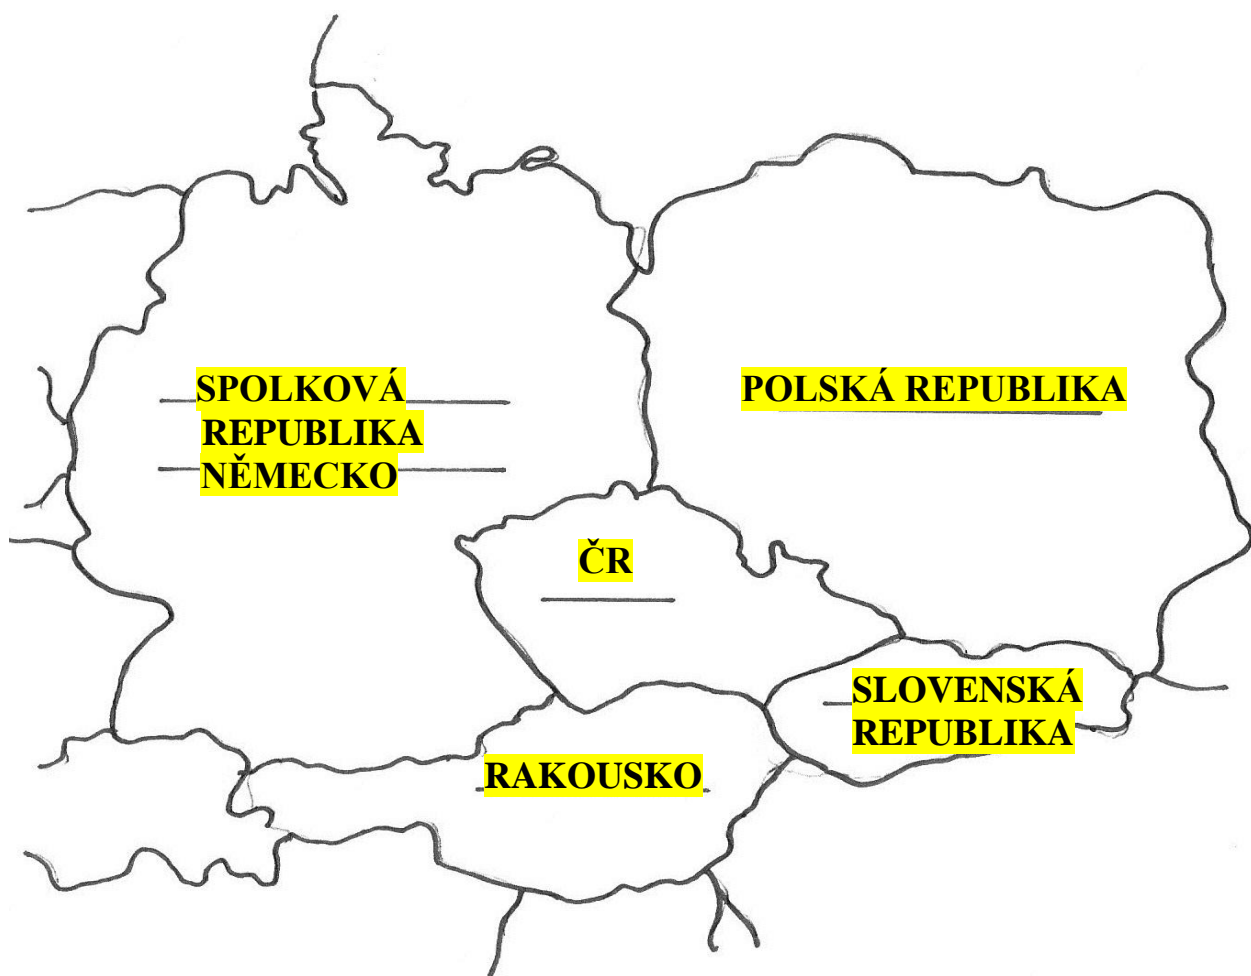 SPOLKOVÁ
REPUBLIKA
NĚMECKO
POLSKÁ REPUBLIKA
ČR
SLOVENSKÁ
REPUBLIKA
RAKOUSKO